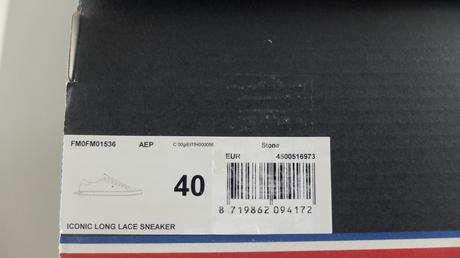 FM0FM01536 AEP Stone
EUR 4500516973
40
8 719862 094172
ICONIC LONG LACE SNEAKER